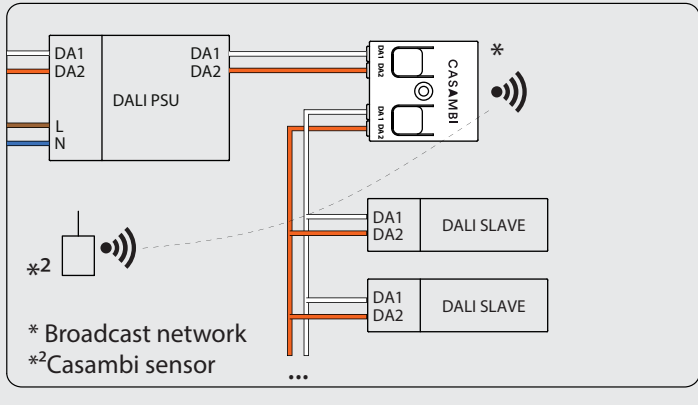 DA1
DA2
DALI PSU
L
N
DA1
DA2
DA1
DA2
DA1
DA2
CASAMBI
*
DA1
DA2
DALI SLAVE
DA1
DA2
DALI SLAVE
*²
* Broadcast network
*²Casambi sensor
...